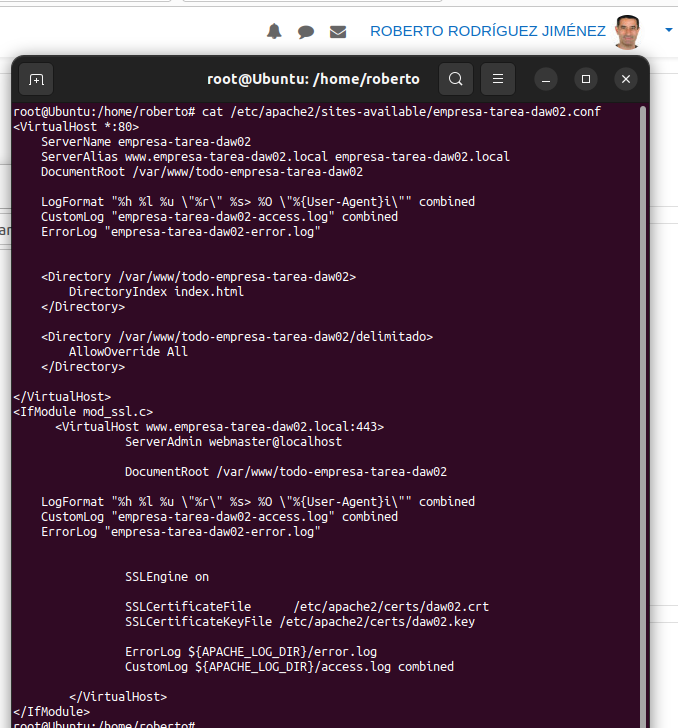 ROBERTO RODRÍGUEZ JIMÉNEZ
root@Ubuntu: /home/roberto
root@Ubuntu:/home/roberto# cat /etc/apache2/sites-available/empresa-tarea-daw02.conf
<VirtualHost *:80>
    ServerName empresa-tarea-daw02
    ServerAlias www.empresa-tarea-daw02.local empresa-tarea-daw02.local
    DocumentRoot /var/www/todo-empresa-tarea-daw02
    LogFormat "%h %l %u \"%r\" %s> %O \"%{User-Agent}i\"" combined
    CustomLog "empresa-tarea-daw02-access.log" combined
    ErrorLog "empresa-tarea-daw02-error.log"
    <Directory /var/www/todo-empresa-tarea-daw02>
        DirectoryIndex index.html
    </Directory>
    <Directory /var/www/todo-empresa-tarea-daw02/delimitado>
        AllowOverride All
    </Directory>
</VirtualHost>
<IfModule mod_ssl.c>
      <VirtualHost www.empresa-tarea-daw02.local:443>
                ServerAdmin webmaster@localhost
                DocumentRoot /var/www/todo-empresa-tarea-daw02
    LogFormat "%h %l %u \"%r\" %s> %O \"%{User-Agent}i\"" combined
    CustomLog "empresa-tarea-daw02-access.log" combined
    ErrorLog "empresa-tarea-daw02-error.log"
                SSLEngine on
                SSLCertificateFile      /etc/apache2/certs/daw02.crt
                SSLCertificateKeyFile /etc/apache2/certs/daw02.key
                ErrorLog ${APACHE_LOG_DIR}/error.log
                CustomLog ${APACHE_LOG_DIR}/access.log combined
        </VirtualHost>
</IfModule>
root@Ubuntu:/home/roberto#